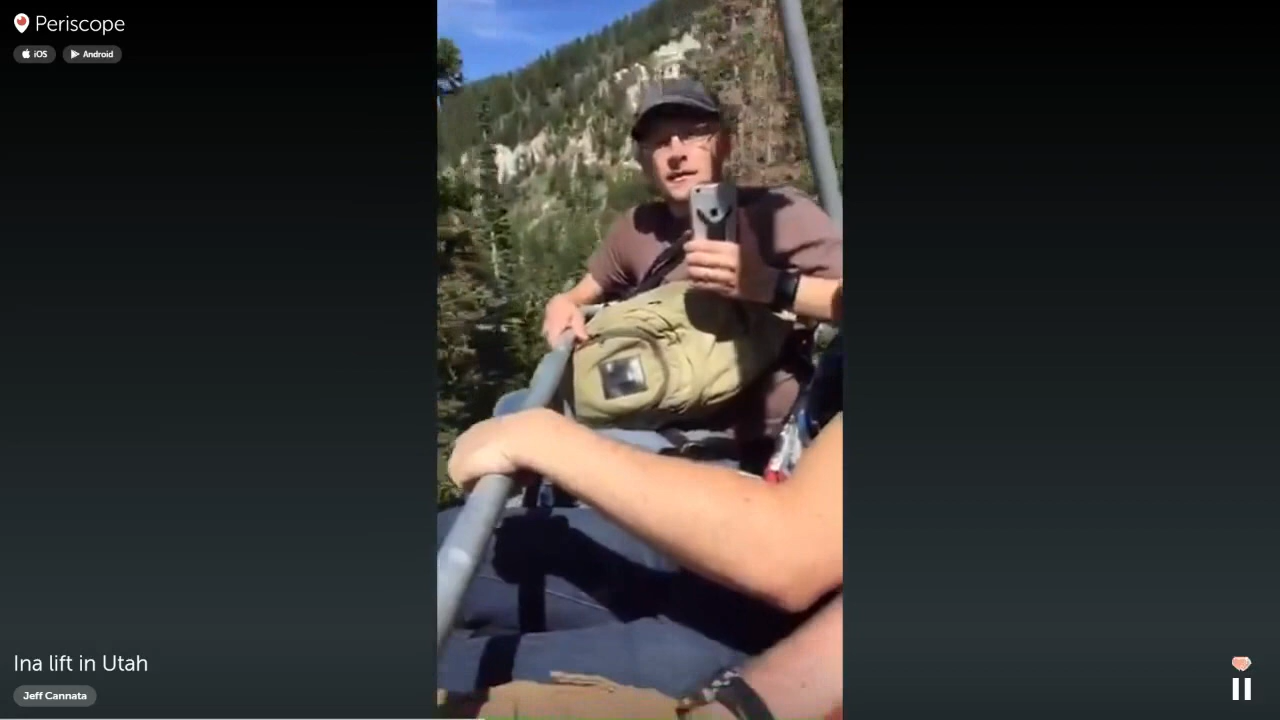 Periscope
iOS
Android
Ina lift in Utah
Jeff Cannata